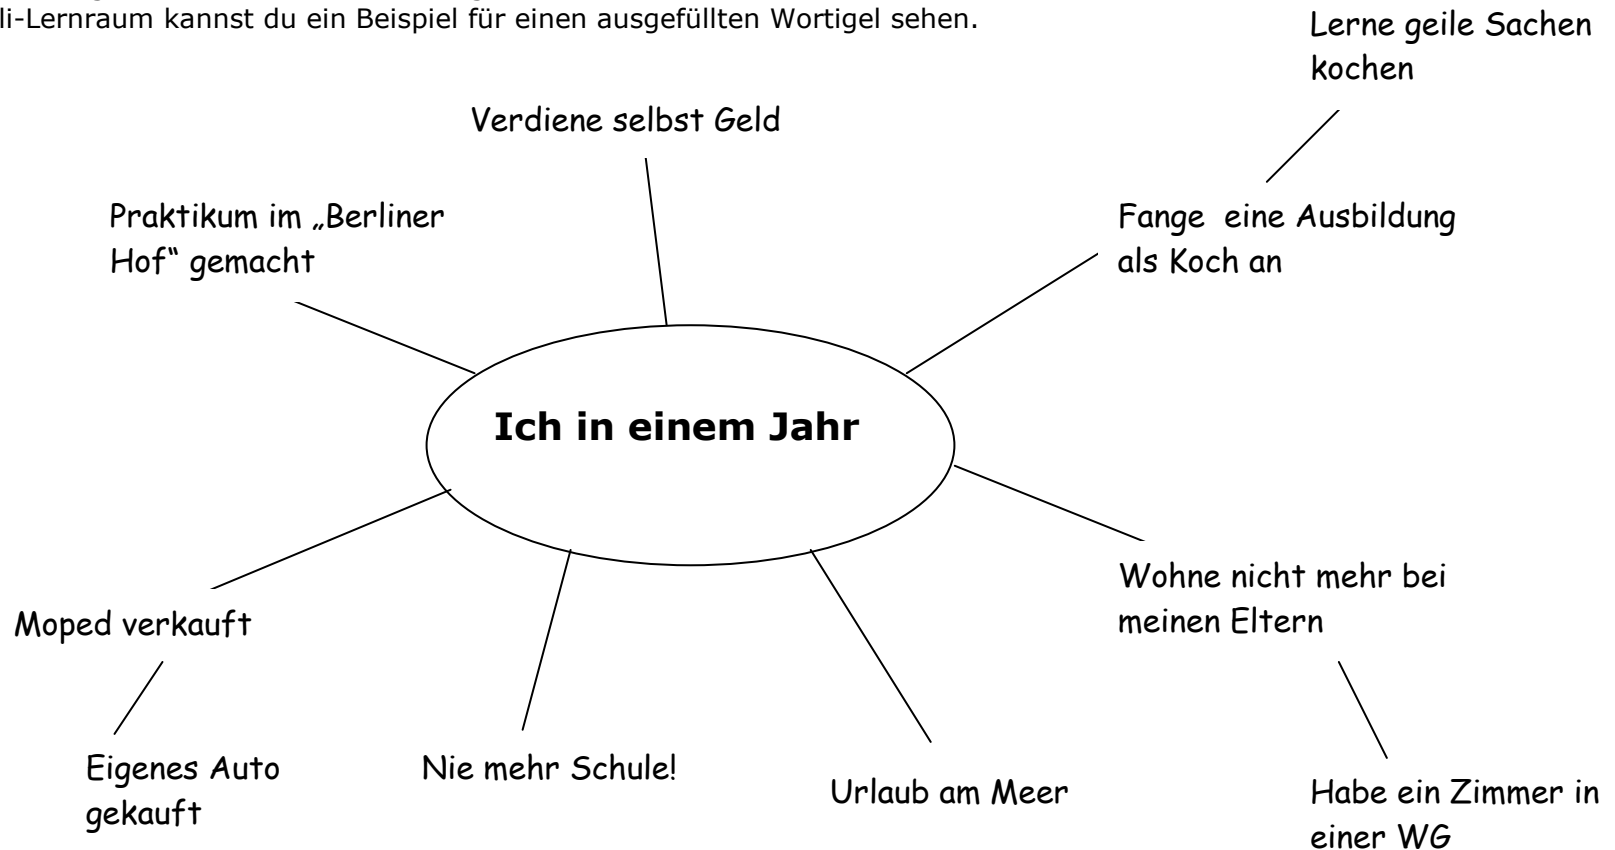 li-Lernraum kannst du ein Beispiel für einen ausgefüllten Wortigel sehen.
Lerne geile Sachen
kochen
Verdiene selbst Geld
Praktikum im „Berliner
Hof“ gemacht
Fange  eine Ausbildung
als Koch an
Ich in einem Jahr
Wohne nicht mehr bei
meinen Eltern
Moped verkauft
Eigenes Auto
gekauft
Nie mehr Schule!
Urlaub am Meer
Habe ein Zimmer in
einer WG